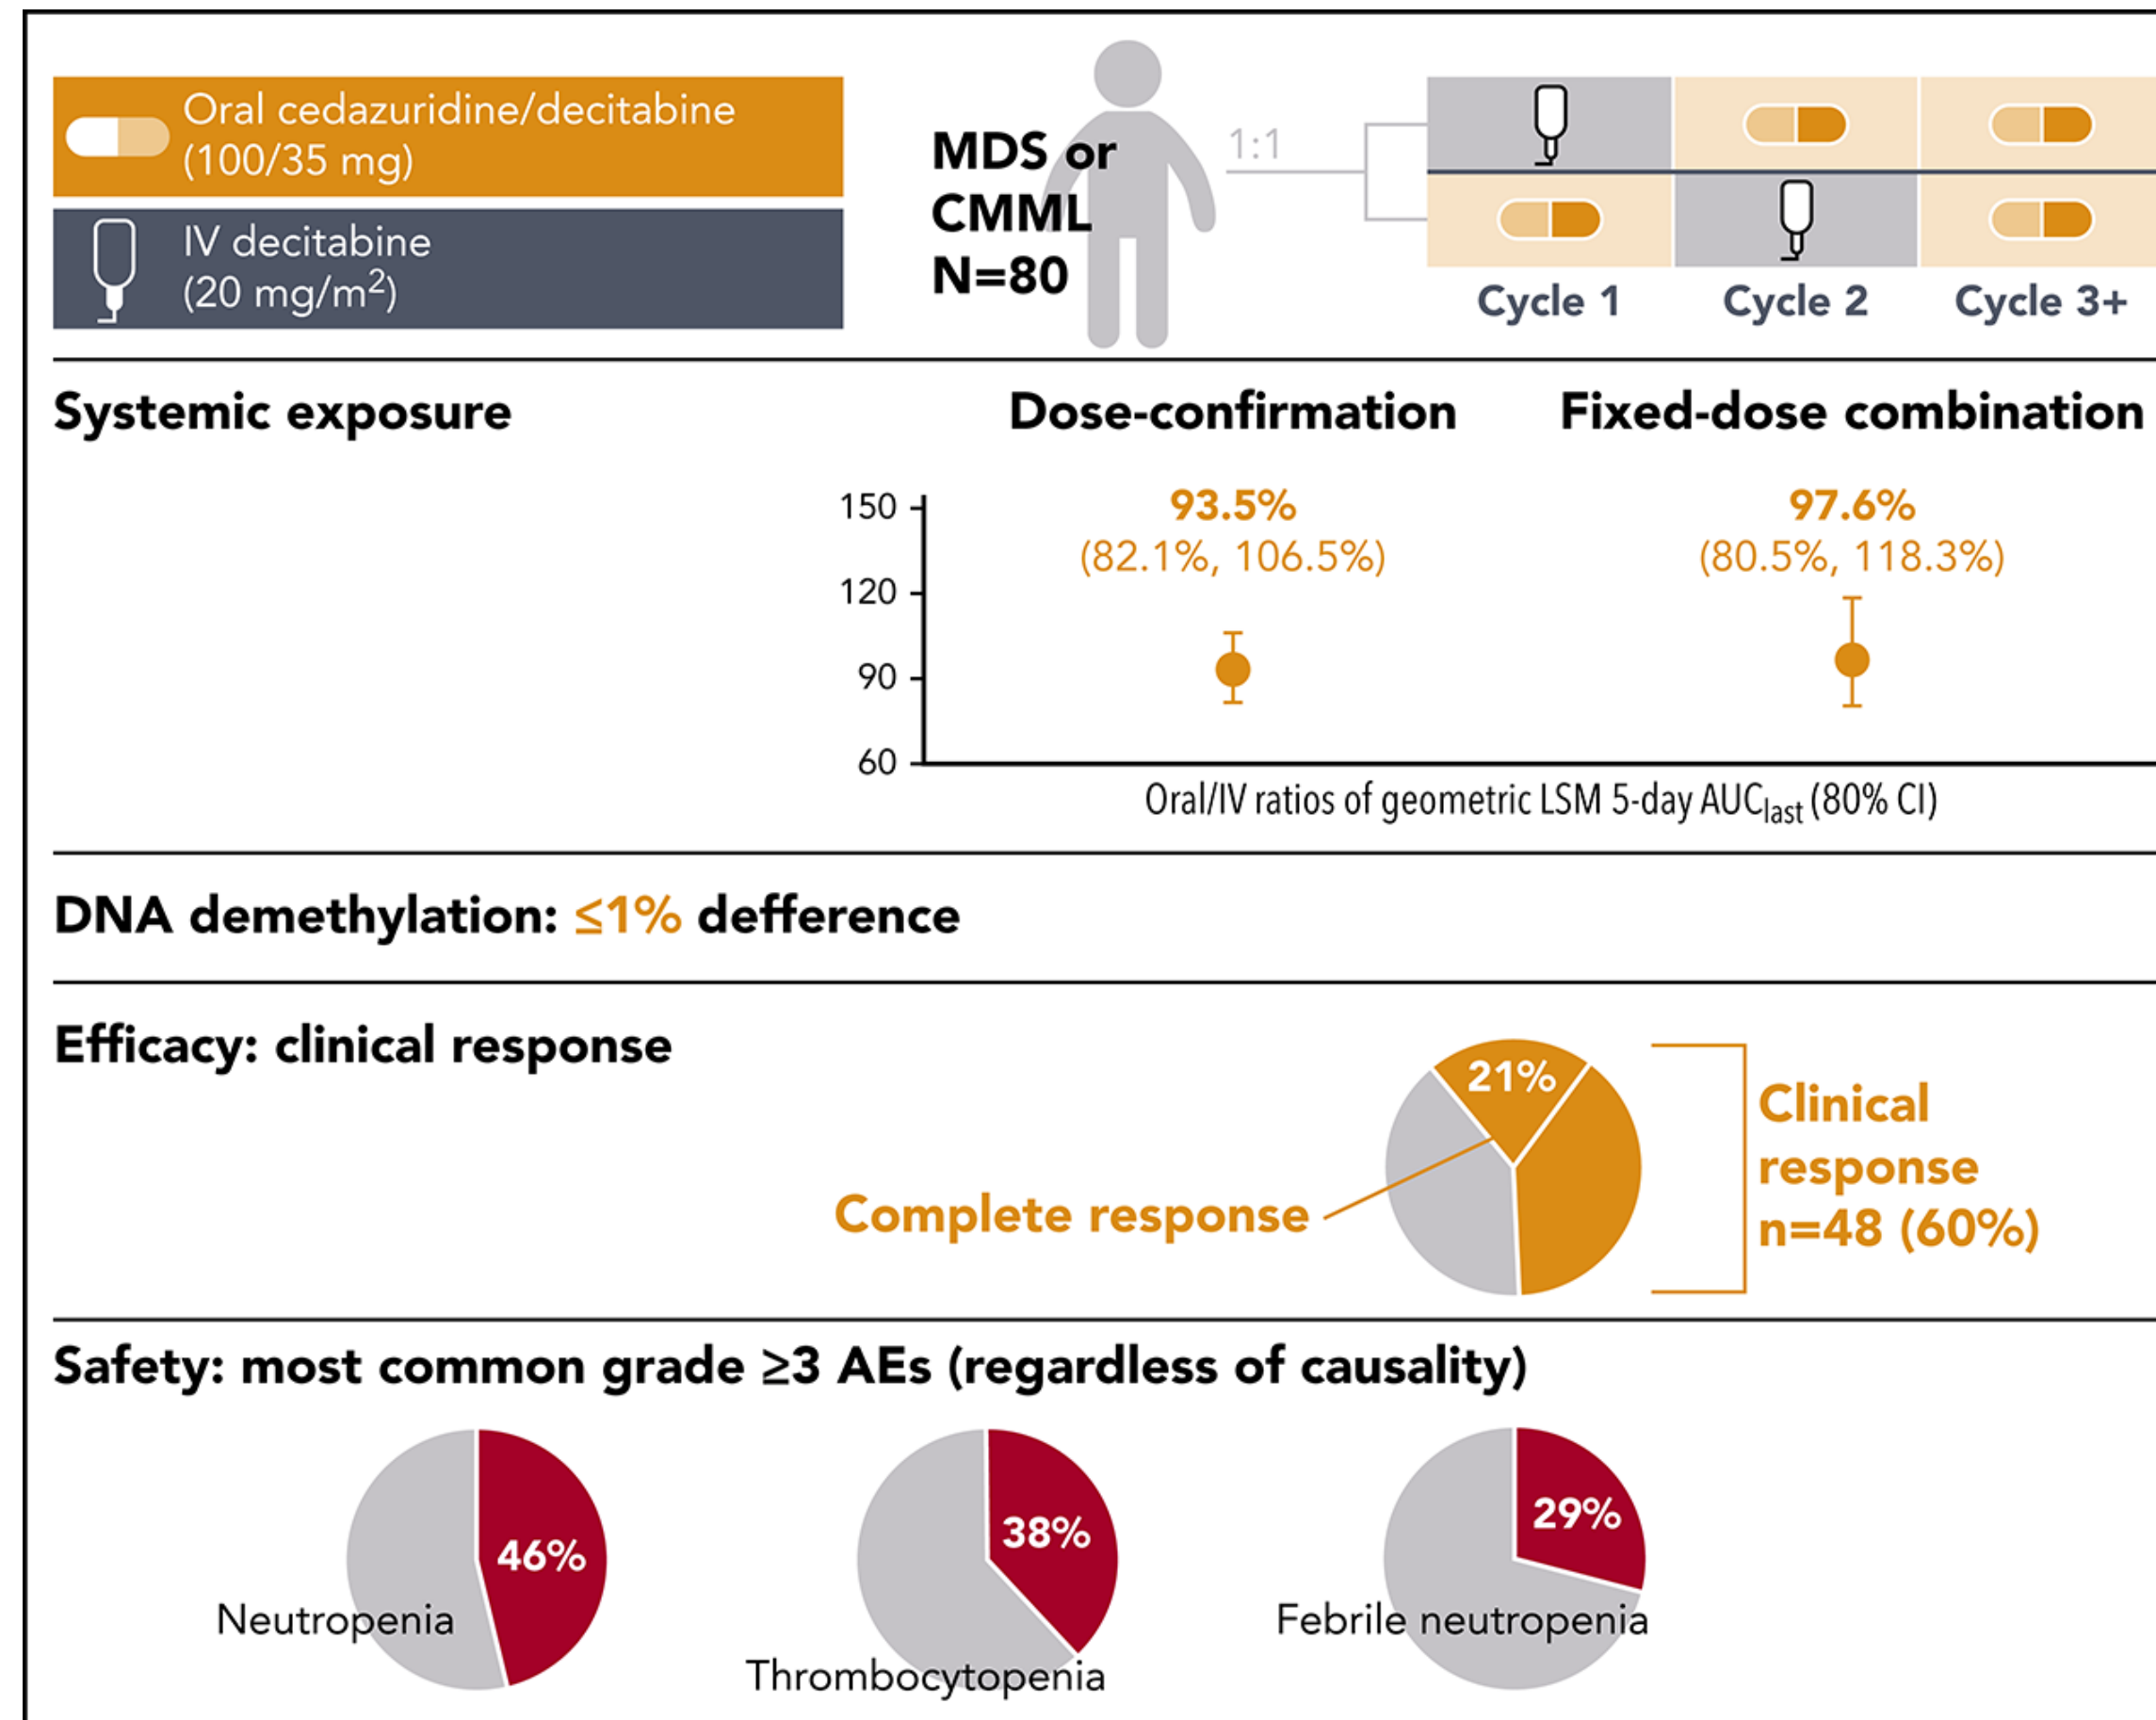 Oral cedazuridine/decitabine
(100/35 mg)
IV decitabine
(20 mg/m²)
MDS or
CMML
N=80
1:1
Cycle 1
Cycle 2
Cycle 3+
Systemic exposure
Dose-confirmation
Fixed-dose combination
93.5%
(82.1%, 106.5%)
97.6%
(80.5%, 118.3%)
150
120
90
60
Oral/IV ratios of geometric LSM 5-day AUClast (80% CI)
DNA demethylation: ≤1% defference
Efficacy: clinical response
21%
Complete response
Clinical
response
n=48 (60%)
Safety: most common grade ≥3 AEs (regardless of causality)
46%
Neutropenia
38%
Thrombocytopenia
29%
Febrile neutropenia